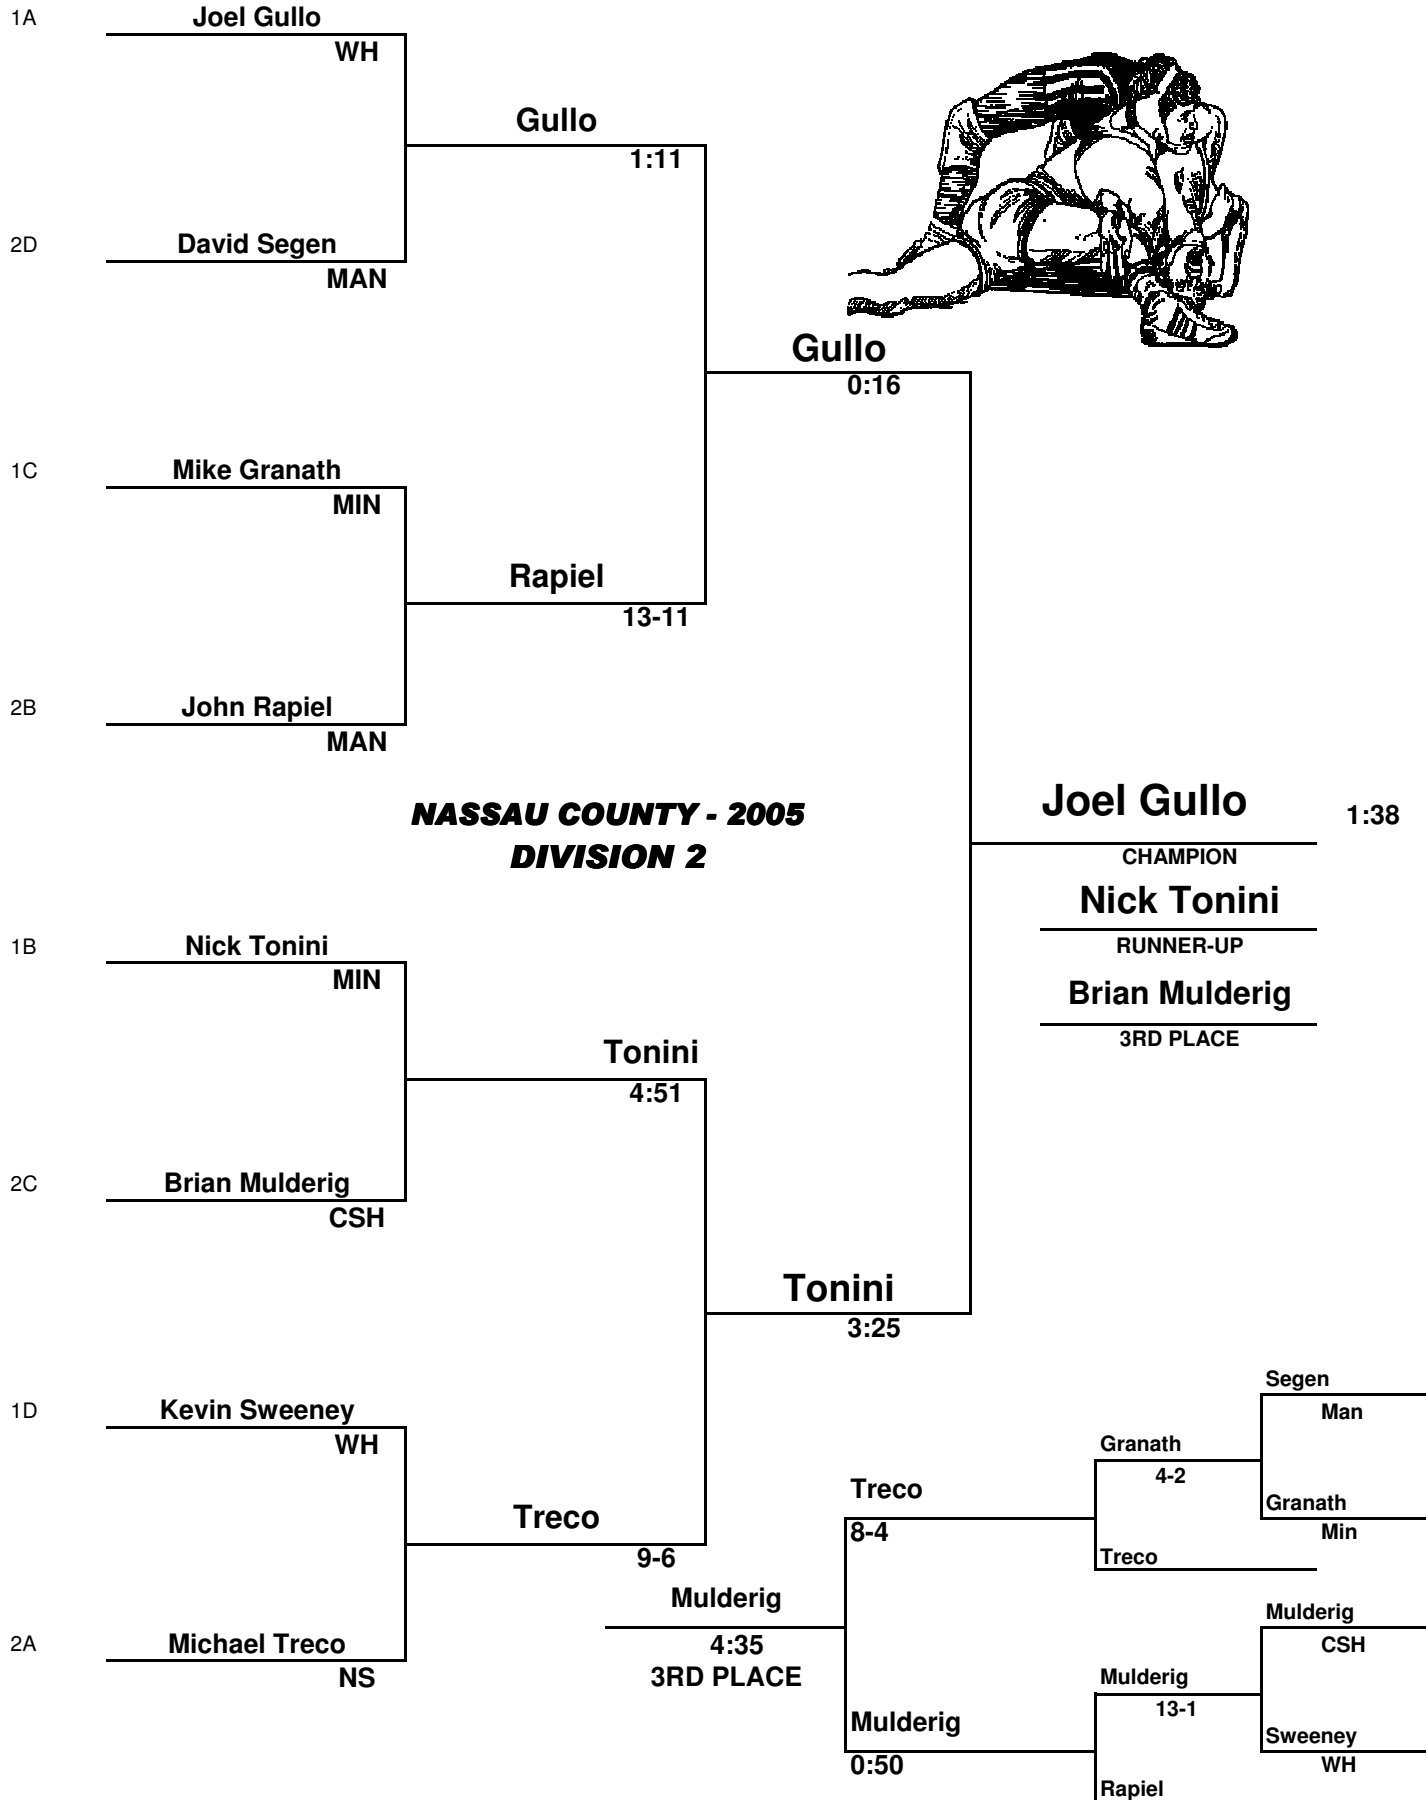 1A
Joel Gullo
WH
Gullo
1:11
2D
David Segen
MAN
Gullo
0:16
1C
Mike Granath
MIN
Rapiel
13-11
2B
John Rapiel
MAN
NASSAU COUNTY - 2005
DIVISION 2
Joel Gullo 1:38
CHAMPION
Nick Tonini
RUNNER-UP
Brian Mulderig
3RD PLACE
1B
Nick Tonini
MIN
Tonini
4:51
2C
Brian Mulderig
CSH
Tonini
3:25
1D
Kevin Sweeney
WH
Treco
9-6
2A
Michael Treco
NS
Segen
Man
Granath
4-2
Granath
Min
Treco
8-4
Treco
Mulderig
4:35
3RD PLACE
Mulderig
CSH
Mulderig
13-1
Sweeney
WH
Mulderig
0:50
Rapiel